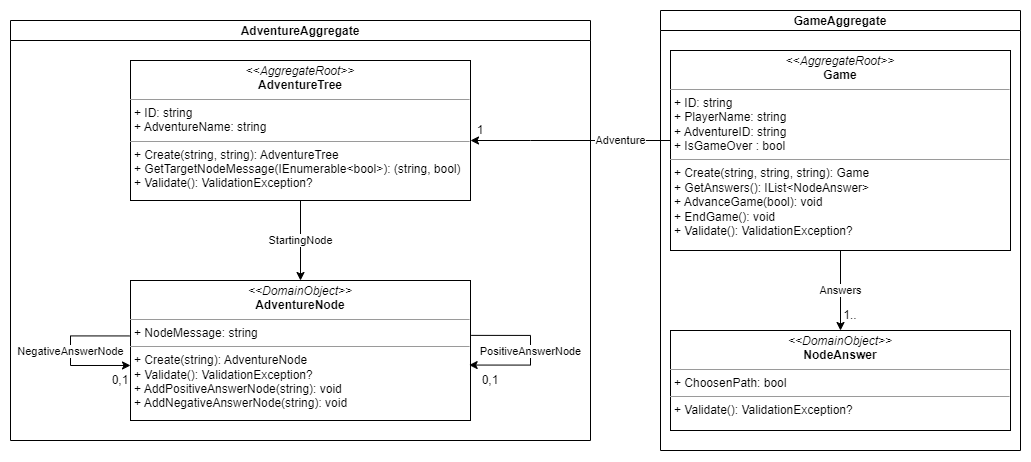 AdventureAggregate
<<AggregateRoot>>
AdventureTree
+ ID: string
+ AdventureName: string
+ Create(string, string): AdventureTree
+ GetTargetNodeMessage(IEnumerable<bool>): (string, bool)
+ Validate(): ValidationException?
1
Adventure
StartingNode
<<DomainObject>>
AdventureNode
+ NodeMessage: string
+ Create(string): AdventureNode
+ Validate(): ValidationException?
+ AddPositiveAnswerNode(string): void
+ AddNegativeAnswerNode(string): void
NegativeAnswerNode
0,1
PositiveAnswerNode
0,1
GameAggregate
<<AggregateRoot>>
Game
+ ID: string
+ PlayerName: string
+ AdventureID: string
+ IsGameOver : bool
+ Create(string, string, string): Game
+ GetAnswers(): IList<NodeAnswer>
+ AdvanceGame(bool): void
+ EndGame(): void
+ Validate(): ValidationException?
Answers
1..
<<DomainObject>>
NodeAnswer
+ ChoosenPath: bool
+ Validate(): ValidationException?